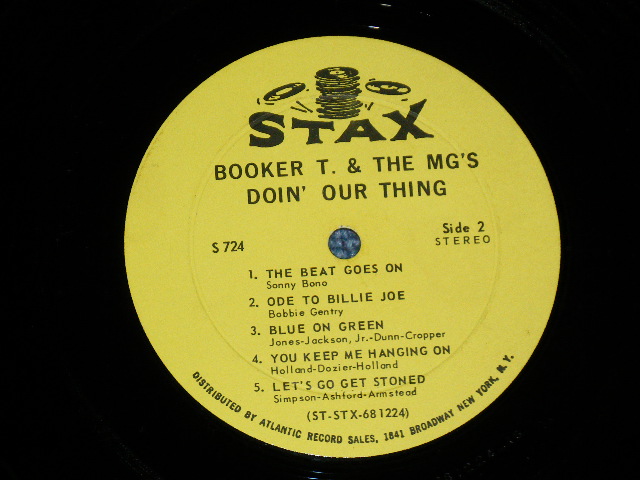 STAX
BOOKER T. & THE MG'S
DOIN' OUR THING
S 724
Side 2
STEREO
1. THE BEAT GOES ON
Sonny Bono
2. ODE TO BILLIE JOE
Bobbie Gentry
3. BLUE ON GREEN
Jones-Jackson, Jr.-Dunn-Cropper
4. YOU KEEP ME HANGING ON
Holland-Dozier-Holland
5. LET'S GO GET STONED
Simpson-Ashford-Armstead
(ST-STX-681224)
DISTRIBUTED BY ATLANTIC RECORD SALES, 1841 BROADWAY NEW YORK, N.Y.